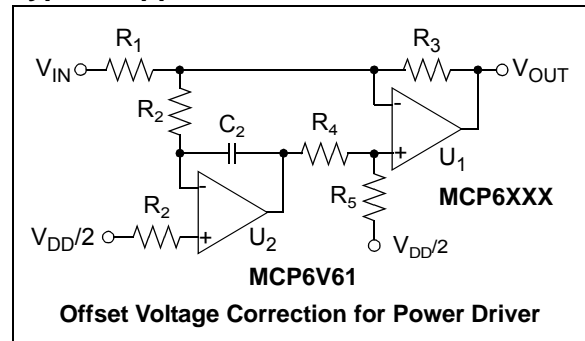 R1
R3
VIN
VOUT
R2
C2
R4
-
-
+
U1
R5
MCP6XXX
R2
VDD/2
+
U2
VDD/2
MCP6V61
Offset Voltage Correction for Power Driver